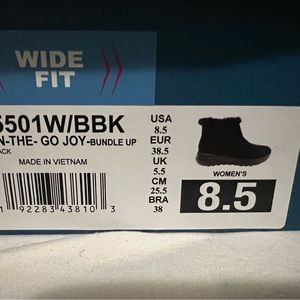 WIDE
FIT
5501W/BBK
N-THE- GO JOY-BUNDLE UP
ACK
MADE IN VIETNAM
92283 43810 3
USA
8.5
EUR
38.5
UK
5.5
CM
25.5
BRA
38
WOMEN'S
8.5